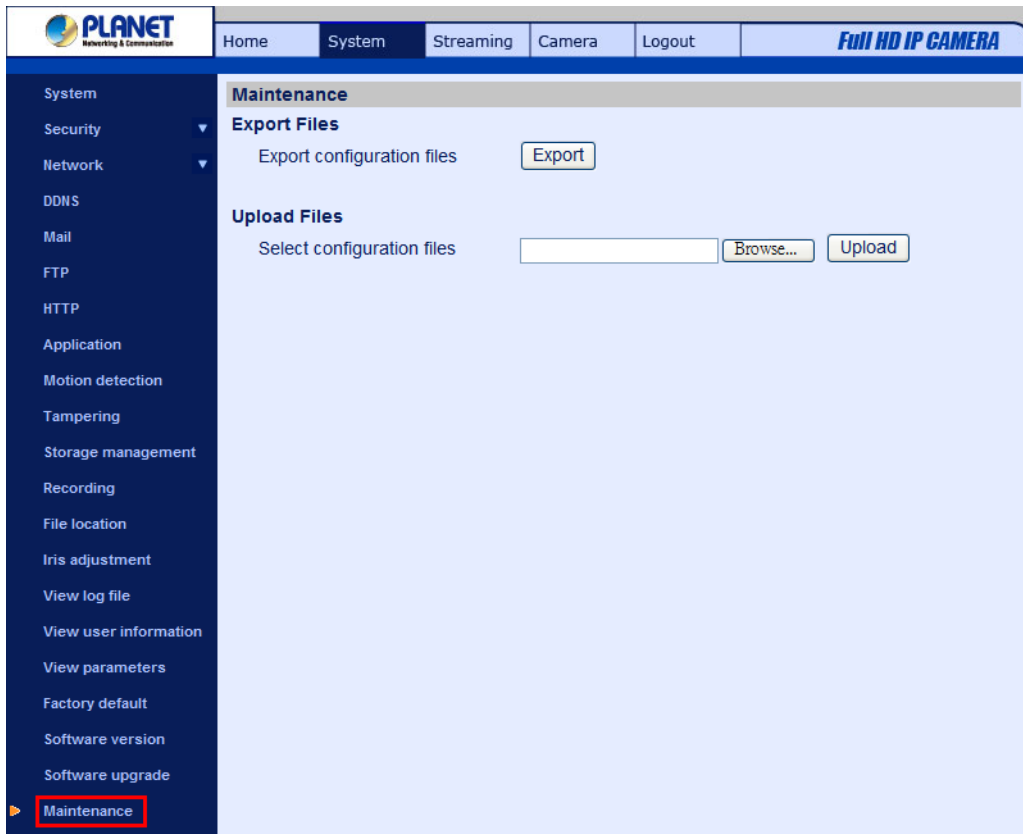 PLANET
Networking & Communication
Home System Streaming Camera Logout Full HD IP CAMERA
System
Security
Network
DDNS
Mail
FTP
HTTP
Application
Motion detection
Tampering
Storage management
Recording
File location
Iris adjustment
View log file
View user information
View parameters
Factory default
Software version
Software upgrade
Maintenance
Maintenance
Export Files
Export configuration files Export
Upload Files
Select configuration files Browse... Upload